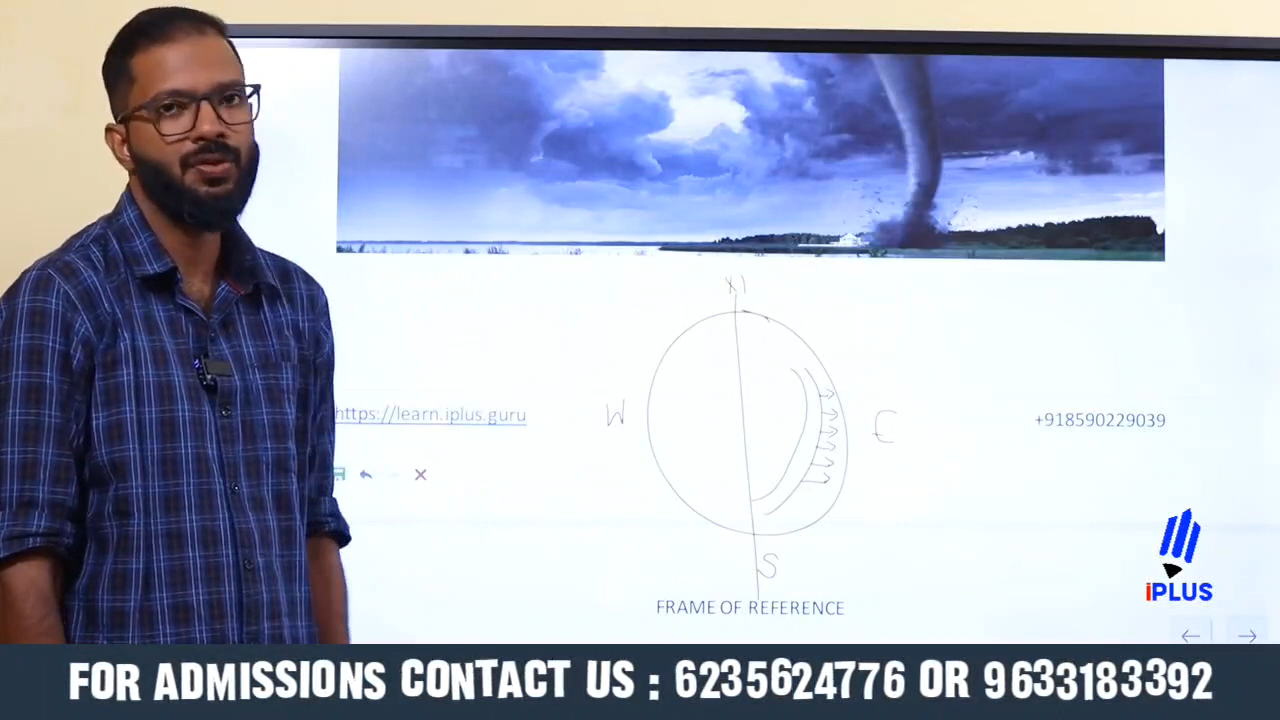 N
https://learn.iplus.guru
W
E
+918590229039
S
FRAME OF REFERENCE
iPLUS
FOR ADMISSIONS CONTACT US : 6235624776 OR 9633183392